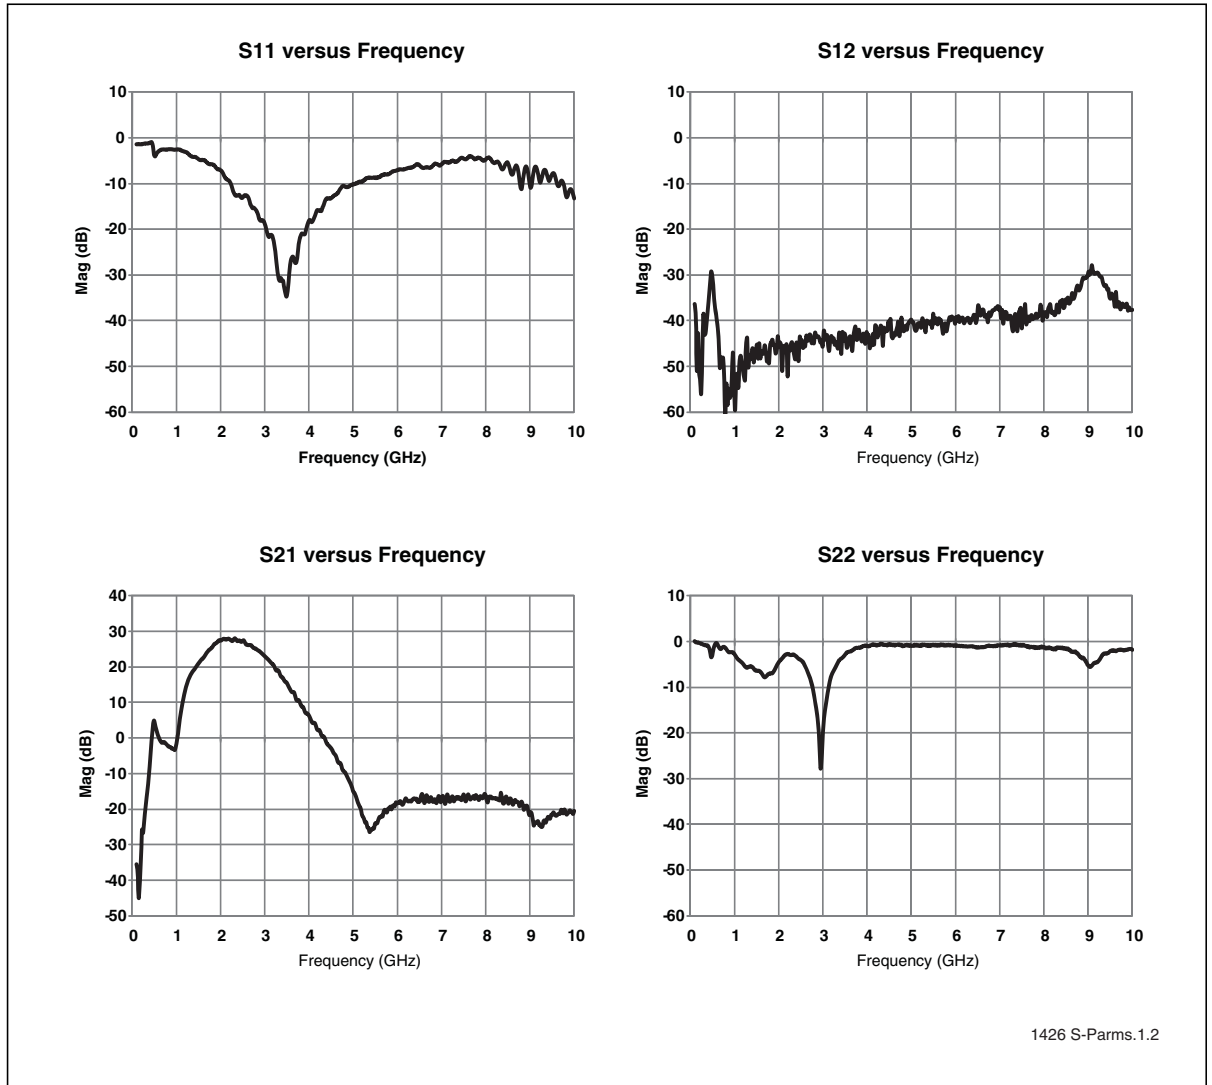 S11 versus Frequency
10
0
-10
-20
-30
-40
-50
-60
Mag (dB)
0 1 2 3 4 5 6 7 8 9 10
Frequency (GHz)
S12 versus Frequency
10
0
-10
-20
-30
-40
-50
-60
Mag (dB)
0 1 2 3 4 5 6 7 8 9 10
Frequency (GHz)
S21 versus Frequency
40
30
20
10
0
-10
-20
-30
-40
-50
Mag (dB)
0 1 2 3 4 5 6 7 8 9 10
Frequency (GHz)
S22 versus Frequency
10
0
-10
-20
-30
-40
-50
-60
Mag (dB)
0 1 2 3 4 5 6 7 8 9 10
Frequency (GHz)
1426 S-Parms.1.2